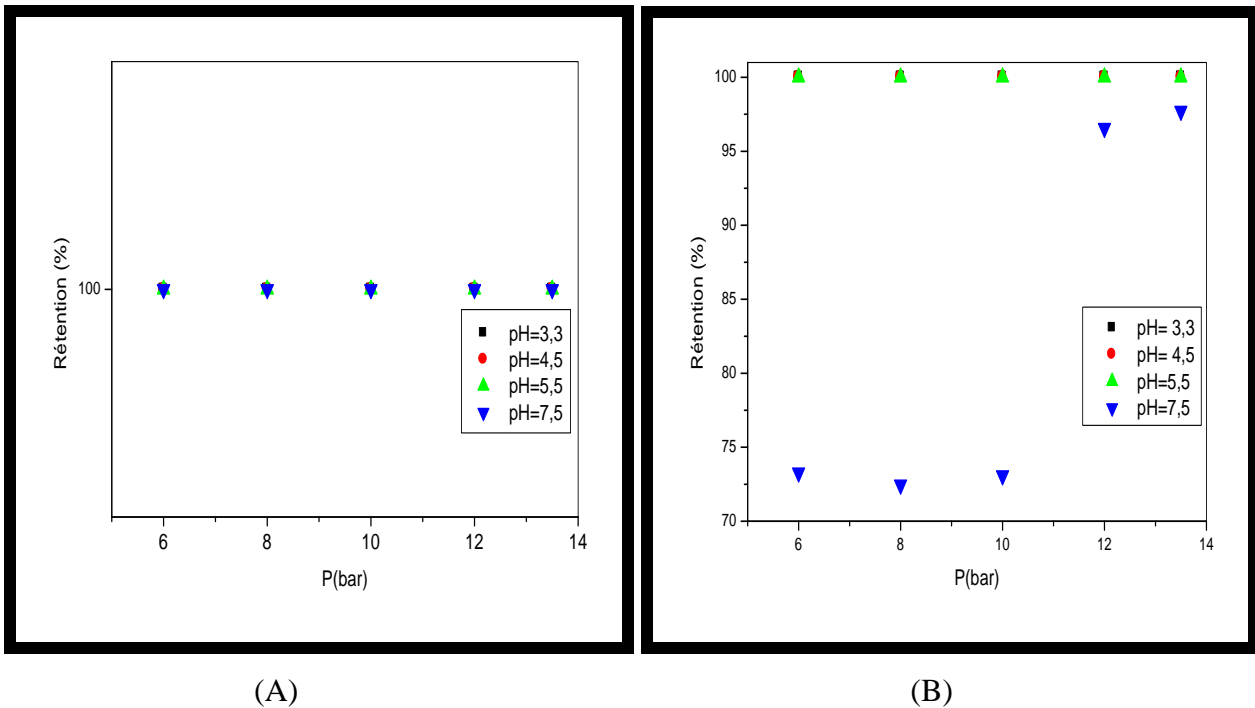 Rétention (%)
100
pH=3,3
pH=4,5
pH=5,5
pH=7,5
6 8 10 12 14
P(bar)
(A)
Rétention (%)
100
95
90
85
80
75
70
pH= 3,3
pH= 4,5
pH=5,5
pH=7,5
6 8 10 12 14
P(bar)
(B)